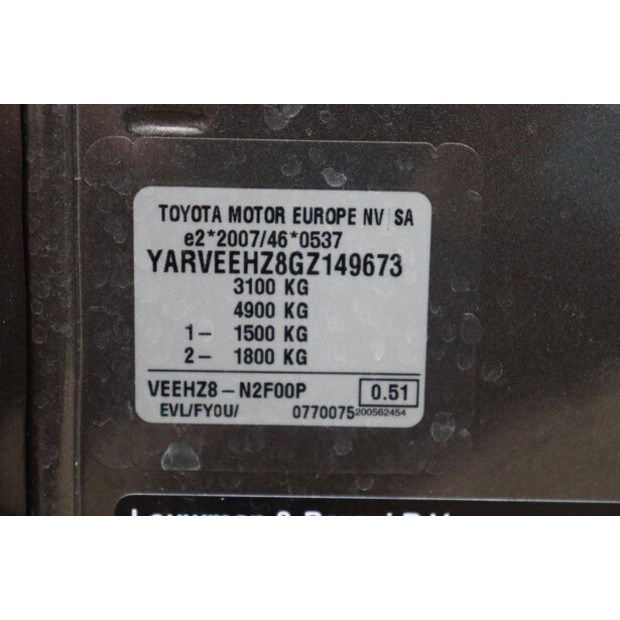 TOYOTA MOTOR EUROPE NV SA
e2*2007/46*0537
YARVEEHZ8GZ149673
3100 KG
4900 KG
1- 1500 KG
2- 1800 KG
VEEHZ8-N2F00P 0.51
EVL/FY0U/ 0770075 200562454